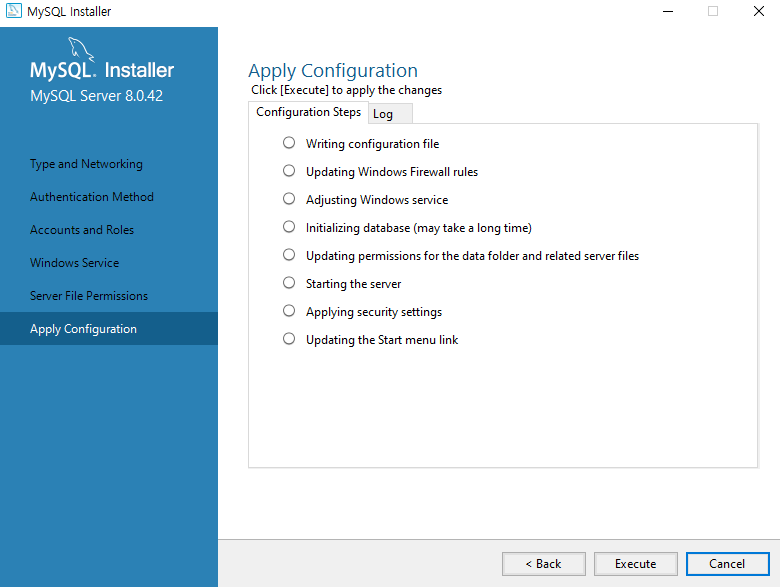 MySQL Installer
MySQL. Installer
MySQL Server 8.0.42
Type and Networking
Authentication Method
Accounts and Roles
Windows Service
Server File Permissions
Apply Configuration
Apply Configuration
Click [Execute] to apply the changes
Configuration Steps
Log
Writing configuration file
Updating Windows Firewall rules
Adjusting Windows service
Initializing database (may take a long time)
Updating permissions for the data folder and related server files
Starting the server
Applying security settings
Updating the Start menu link
< Back
Execute
Cancel